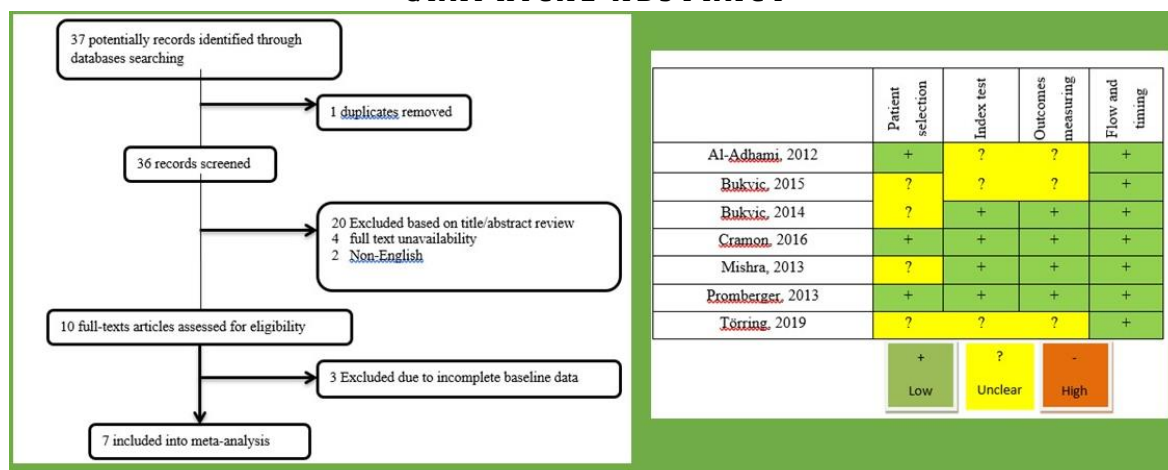 37 potentially records identified through
databases searching
1 duplicates removed
36 records screened
20 Excluded based on title/abstract review
4 full text unavailability
2 Non-English
10 full-texts articles assessed for eligibility
3 Excluded due to incomplete baseline data
7 included into meta-analysis
Patient selection Index test Outcomes measuring Flow and timing
Al-Adhami, 2012 + ? ? +
Bukvic, 2015 ? ? ? +
Bukvic, 2014 ? + + +
Cramon, 2016 + + + +
Mishra, 2013 ? + + +
Promberger, 2013 + + + +
Törring, 2019 ? ? ? +
+ ? -
Low Unclear High